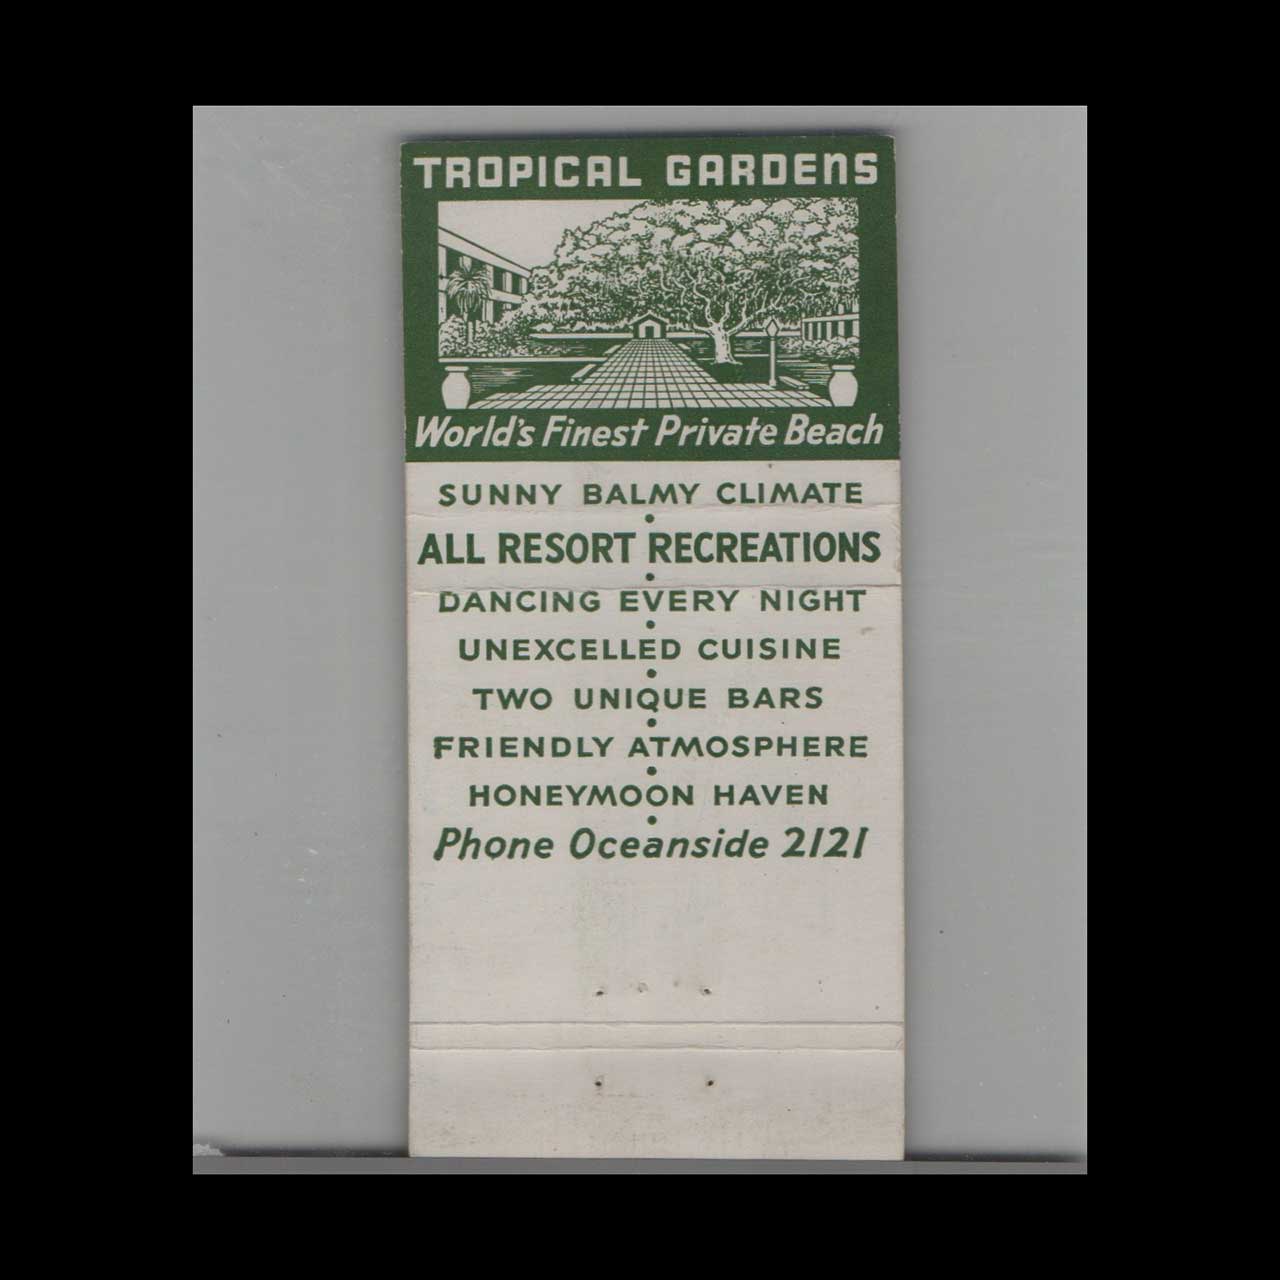 TROPICAL GARDENS
World's Finest Private Beach
SUNNY BALMY CLIMATE
•
ALL RESORT RECREATIONS
•
DANCING EVERY NIGHT
•
UNEXCELLED CUISINE
•
TWO UNIQUE BARS
•
FRIENDLY ATMOSPHERE
•
HONEYMOON HAVEN
•
Phone Oceanside 2121